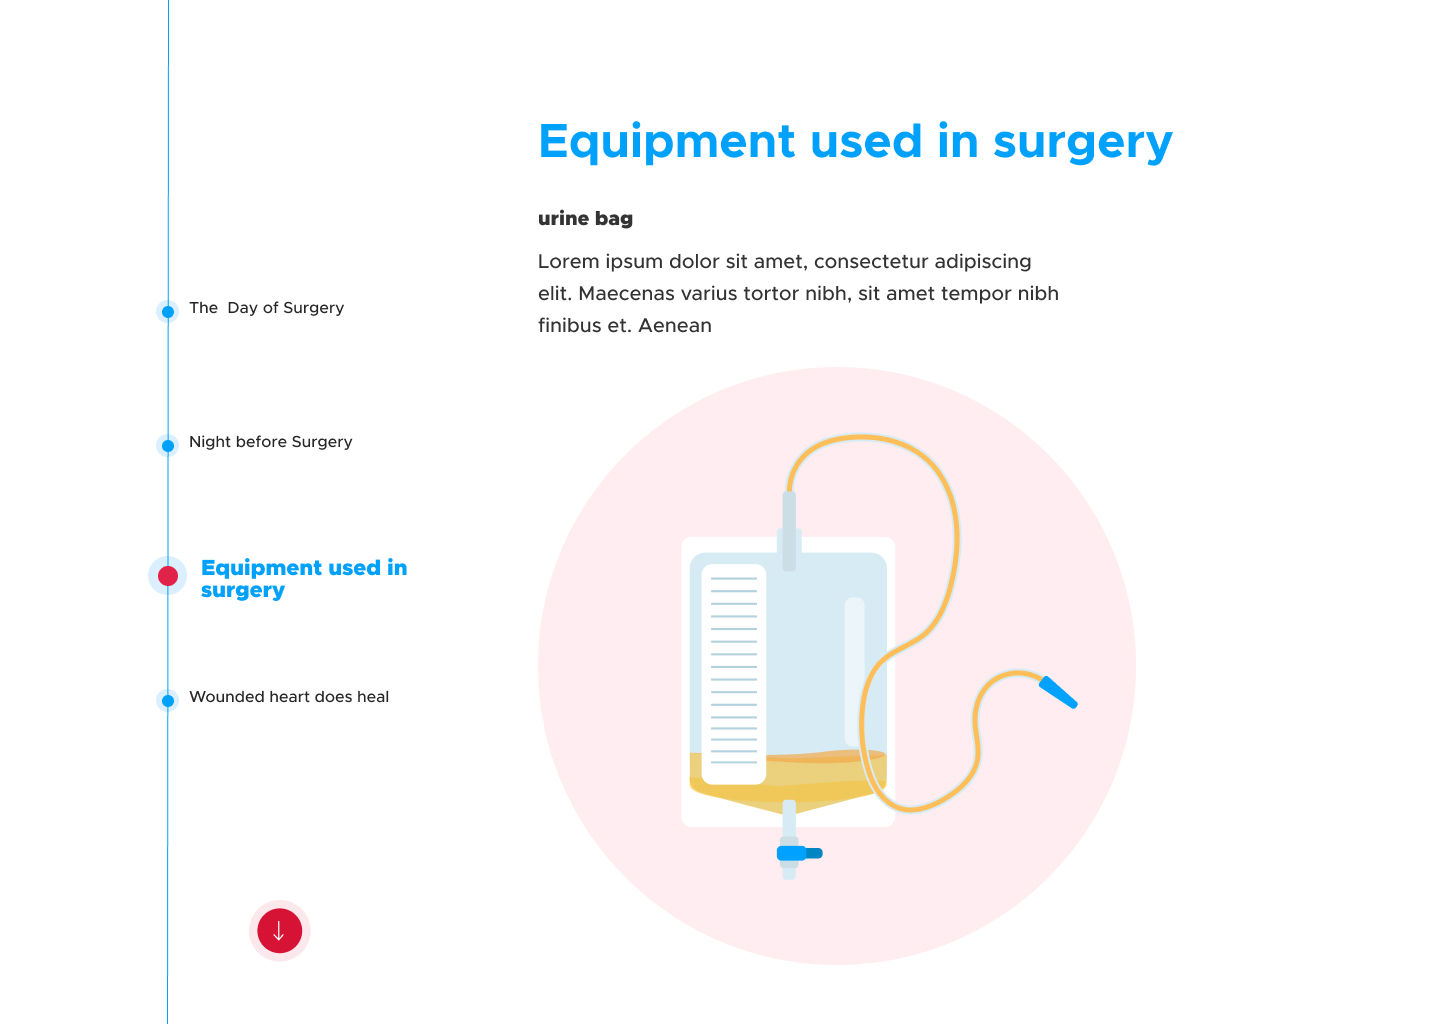 Equipment used in surgery
urine bag
Lorem ipsum dolor sit amet, consectetur adipiscing
elit. Maecenas varius tortor nibh, sit amet tempor nibh
finibus et. Aenean
The  Day of Surgery
Night before Surgery
Equipment used in
surgery
Wounded heart does heal